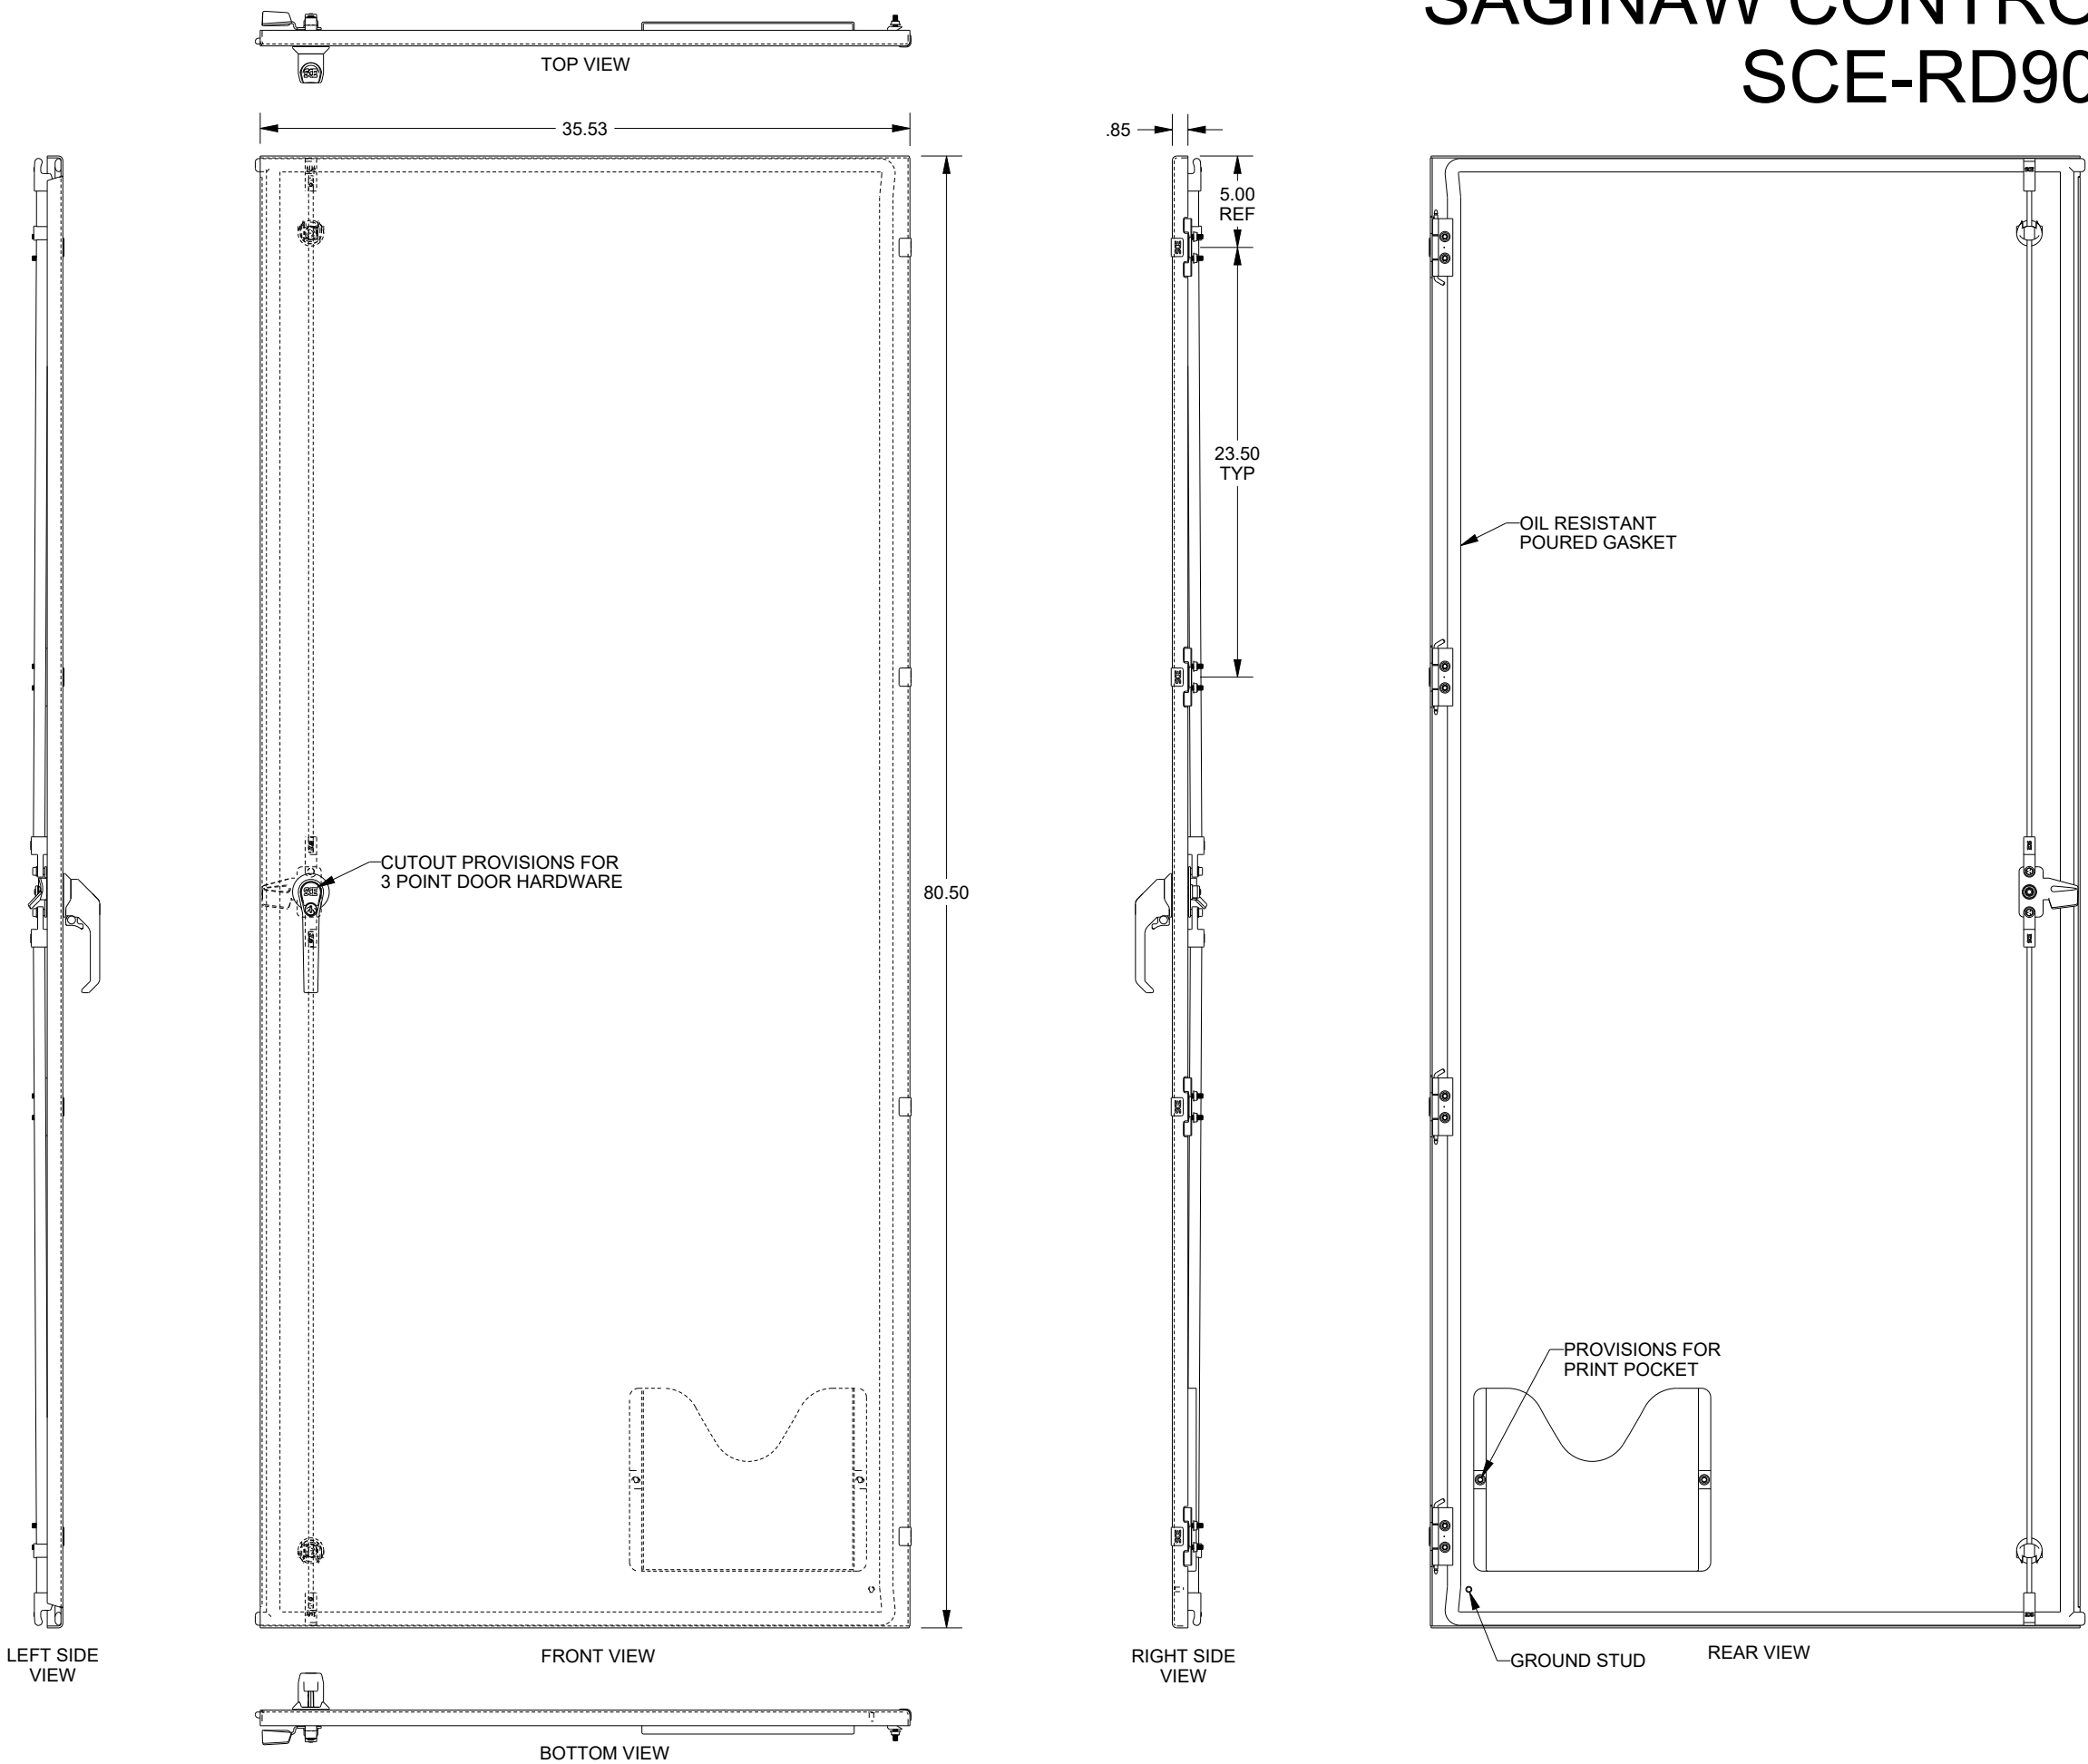 SAGINAW CONTRO
SCE-RD90
TOP VIEW
35.53
.85
5.00
REF
23.50
TYP
OIL RESISTANT
POURED GASKET
CUTOUT PROVISIONS FOR
3 POINT DOOR HARDWARE
80.50
PROVISIONS FOR
PRINT POCKET
LEFT SIDE
VIEW
FRONT VIEW
RIGHT SIDE
VIEW
GROUND STUD
REAR VIEW
BOTTOM VIEW